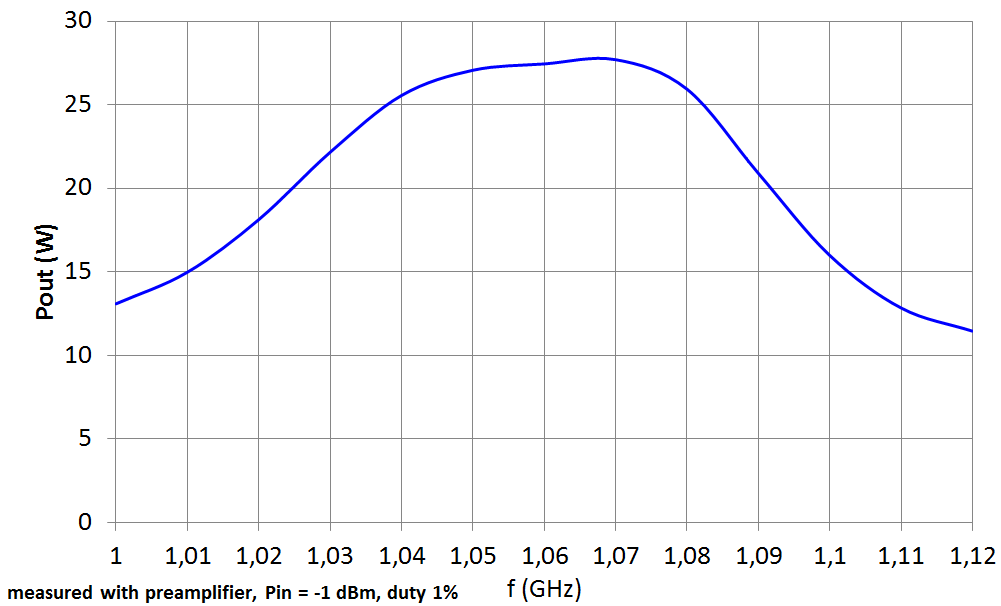 30
25
20
15
10
5
0
Pout (W)
1 1,01 1,02 1,03 1,04 1,05 1,06 1,07 1,08 1,09 1,1 1,11 1,12
f (GHz)
measured with preamplifier, Pin = -1 dBm, duty 1%